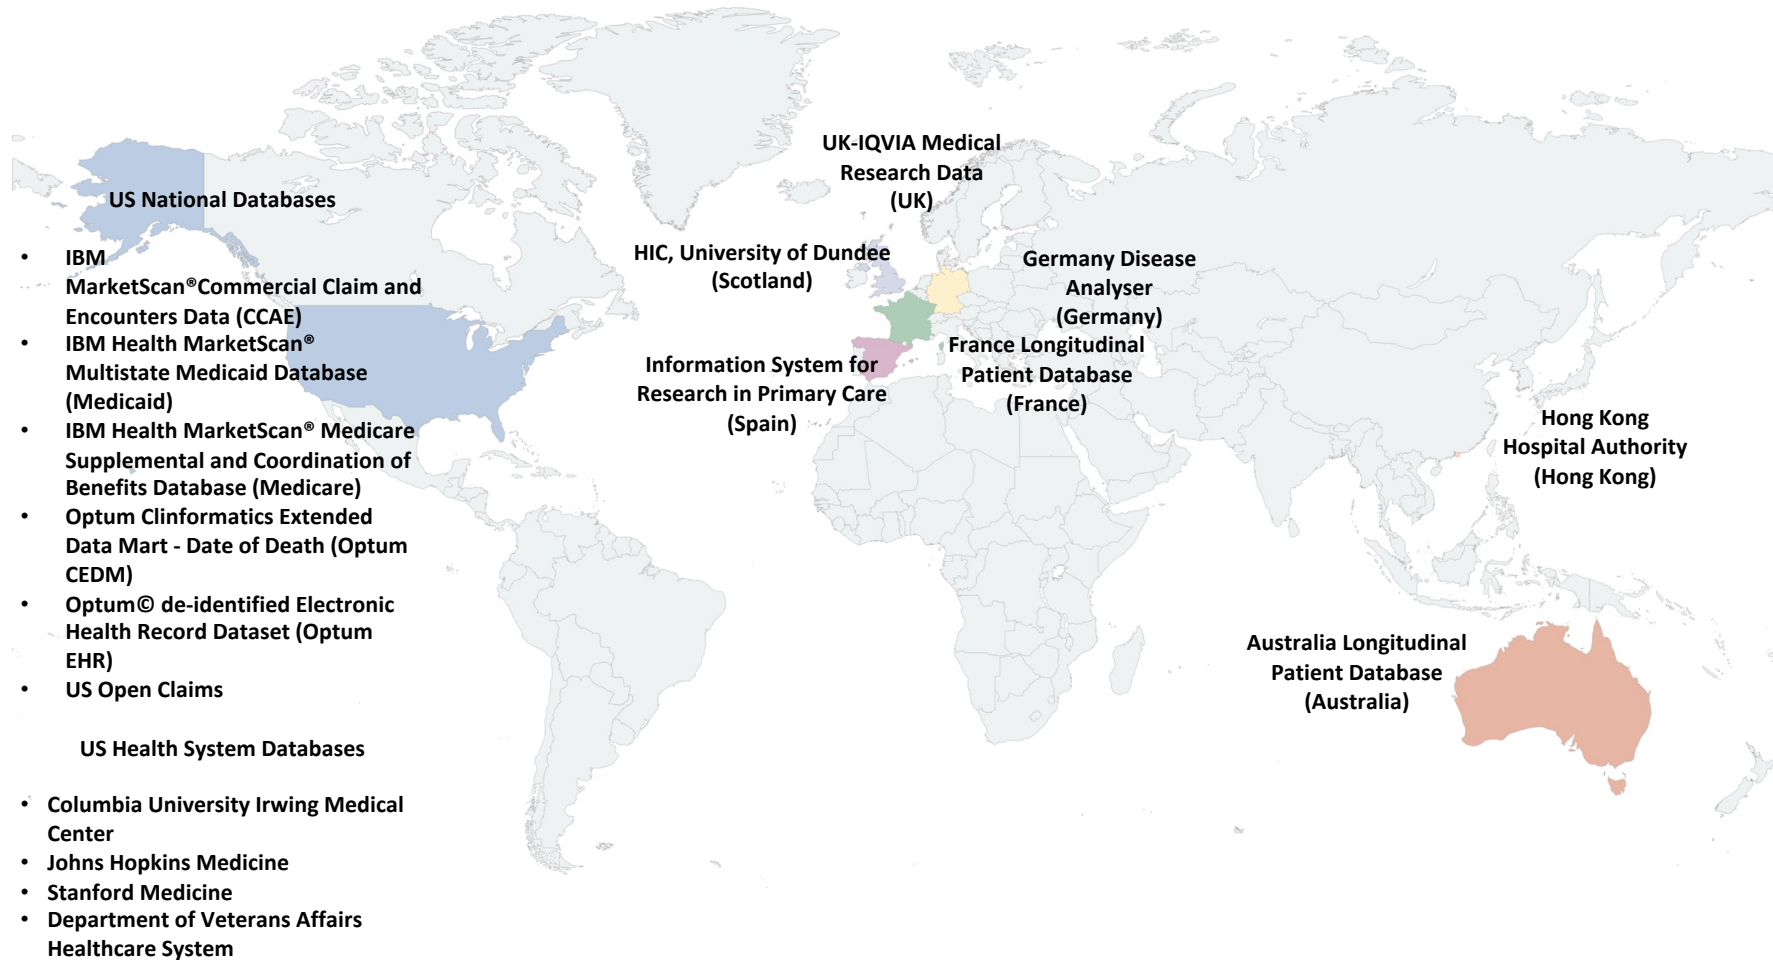 US National Databases
• IBM
MarketScan®Commercial Claim and
Encounters Data (CCAE)
• IBM Health MarketScan®
Multistate Medicaid Database
(Medicaid)
• IBM Health MarketScan® Medicare
Supplemental and Coordination of
Benefits Database (Medicare)
• Optum Clinformatics Extended
Data Mart - Date of Death (Optum
CEDM)
• Optum© de-identified Electronic
Health Record Dataset (Optum
EHR)
• US Open Claims
US Health System Databases
• Columbia University Irwing Medical
Center
• Johns Hopkins Medicine
• Stanford Medicine
• Department of Veterans Affairs
Healthcare System
UK-IQVIA Medical
Research Data
(UK)
HIC, University of Dundee
(Scotland)
Germany Disease
Analyser
(Germany)
Information System for
Research in Primary Care
(Spain)
France Longitudinal
Patient Database
(France)
Hong Kong
Hospital Authority
(Hong Kong)
Australia Longitudinal
Patient Database
(Australia)